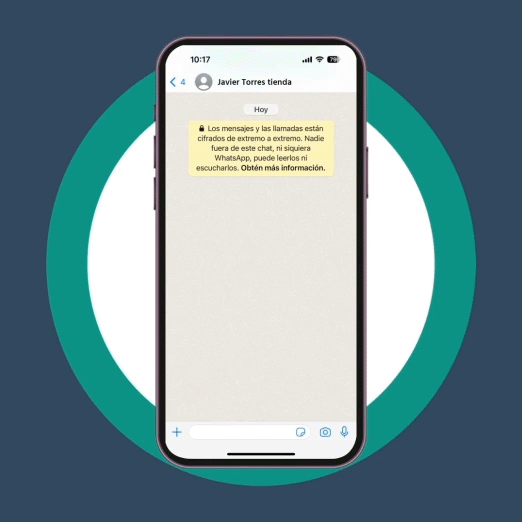 10:17
76
4
Javier Torres tienda
Hoy
Los mensajes y las llamadas están
cifrados de extremo a extremo. Nadie
fuera de este chat, ni siquiera
WhatsApp, puede leerlos ni
escucharlos. Obtén más información.